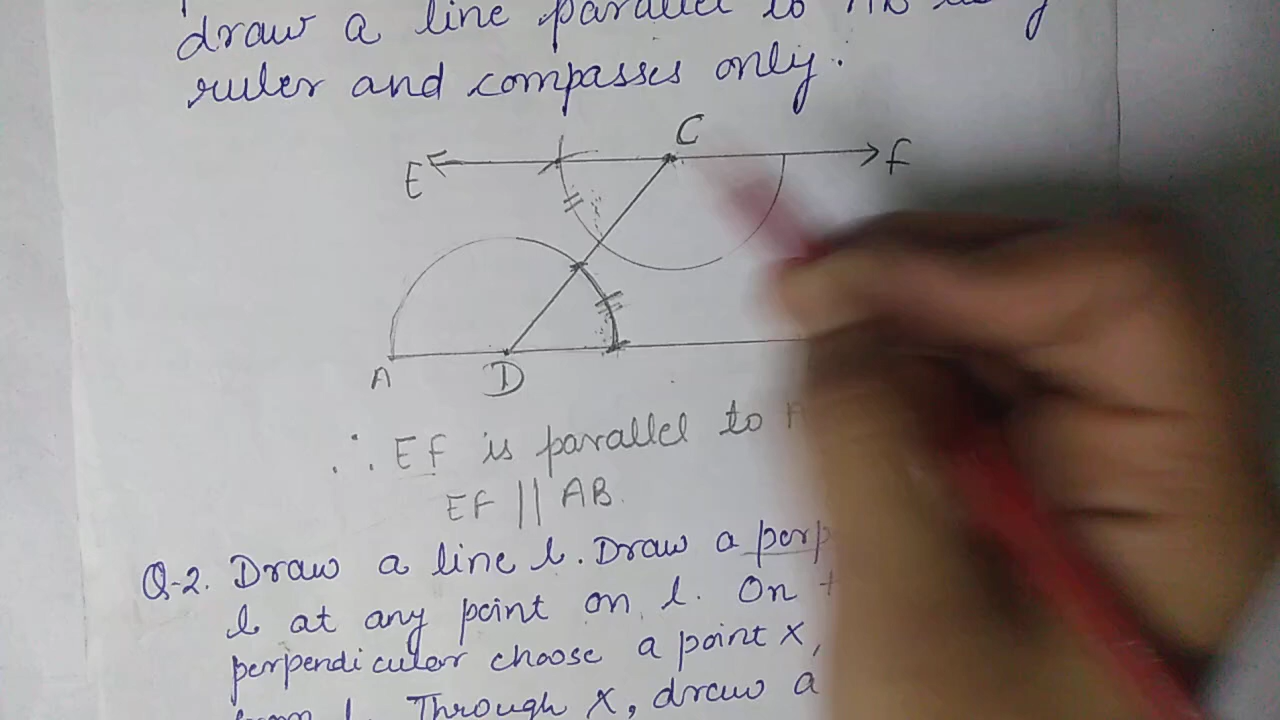 draw a line parallel to AB
ruler and compasses only.
C
E
F
A
D
∴ EF is parallel to
EF || AB.
Q-2. Draw a line l. Draw a
l at any point on l. On
perpendicular choose a point X,
from l. Through X, draw a